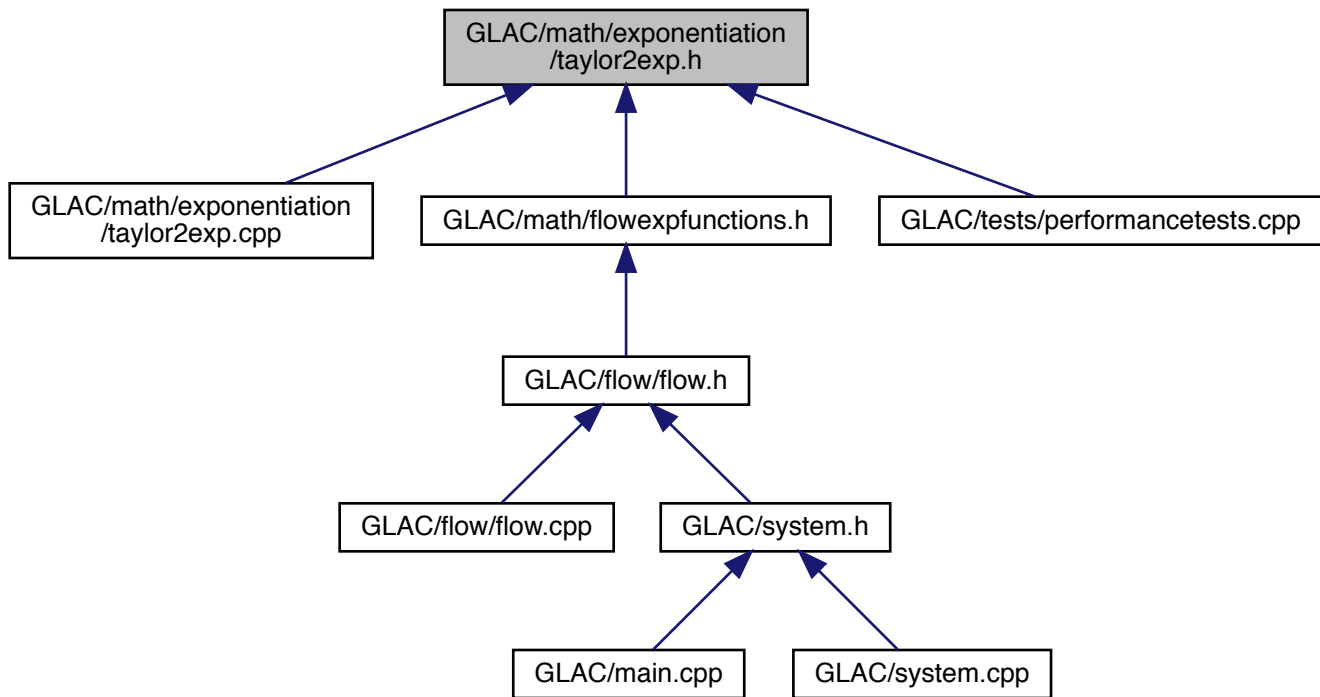 GLAC/math/exponentiation
/taylor2exp.h
GLAC/math/exponentiation
/taylor2exp.cpp
GLAC/math/flowexpfunctions.h
GLAC/tests/performancetests.cpp
GLAC/flow/flow.h
GLAC/flow/flow.cpp
GLAC/system.h
GLAC/main.cpp
GLAC/system.cpp